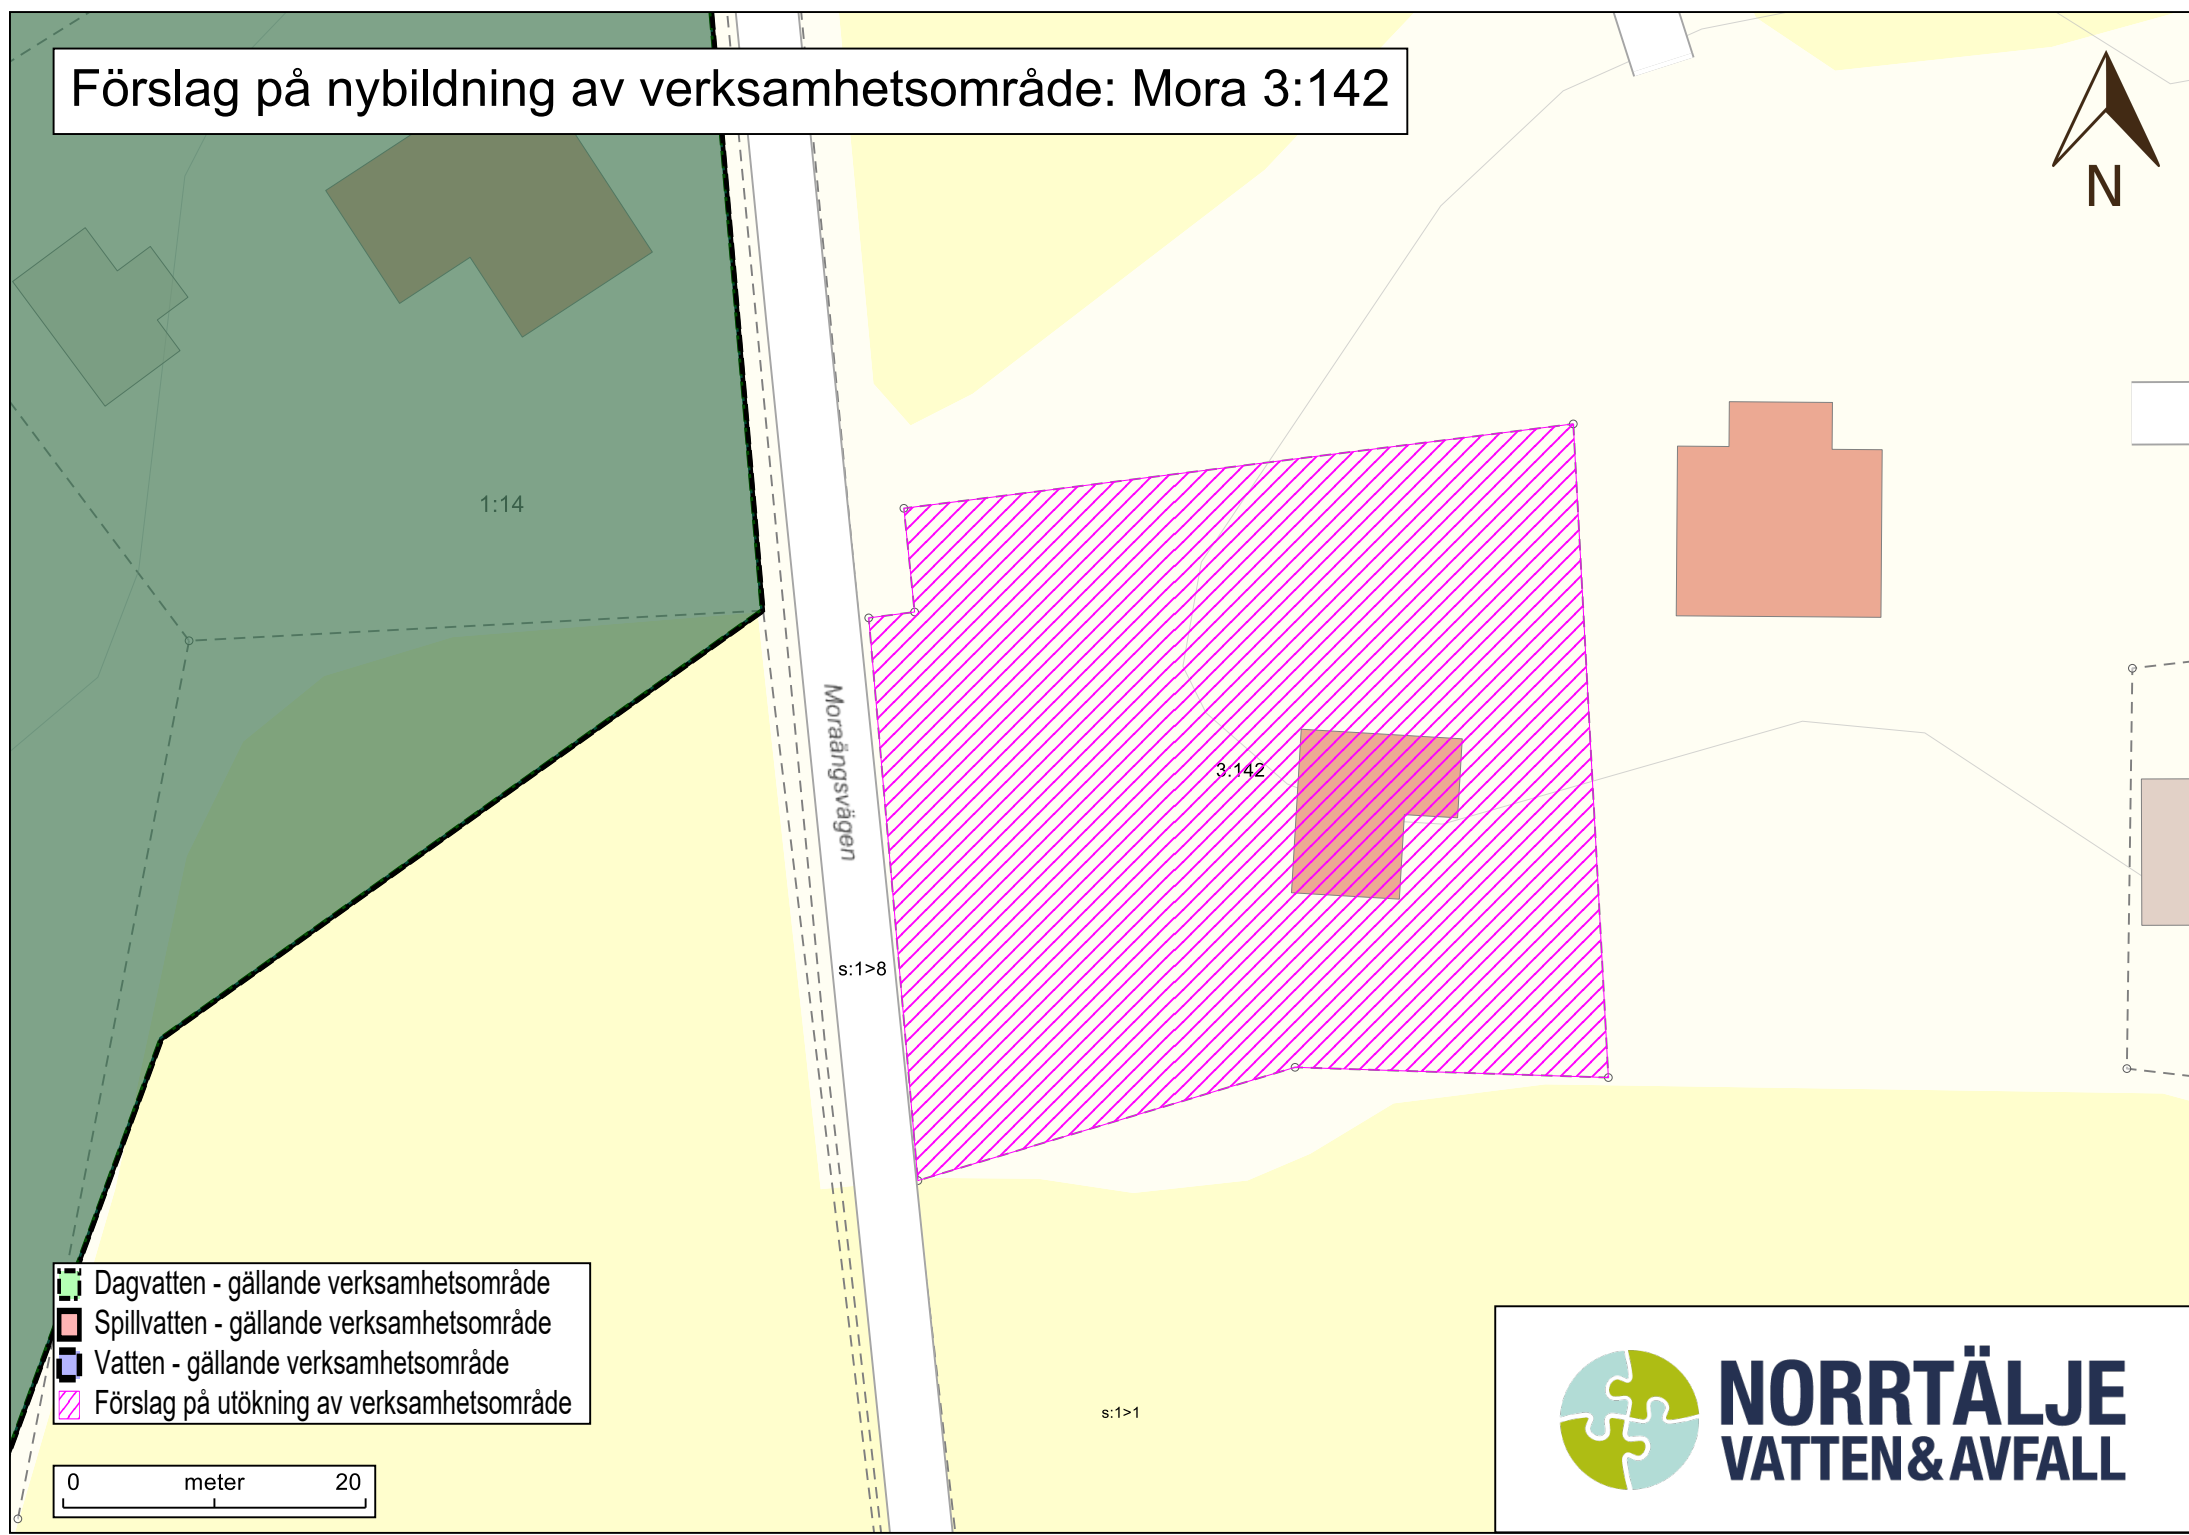 Förslag på nybildning av verksamhetsområde: Mora 3:142
N
1:14
Moraängsvägen
3:142
s:1>8
Dagvatten - gällande verksamhetsområde
Spillvatten - gällande verksamhetsområde
Vatten - gällande verksamhetsområde
Förslag på utökning av verksamhetsområde
s:1>1
0 meter 20
NORRTÄLJE
VATTEN & AVFALL